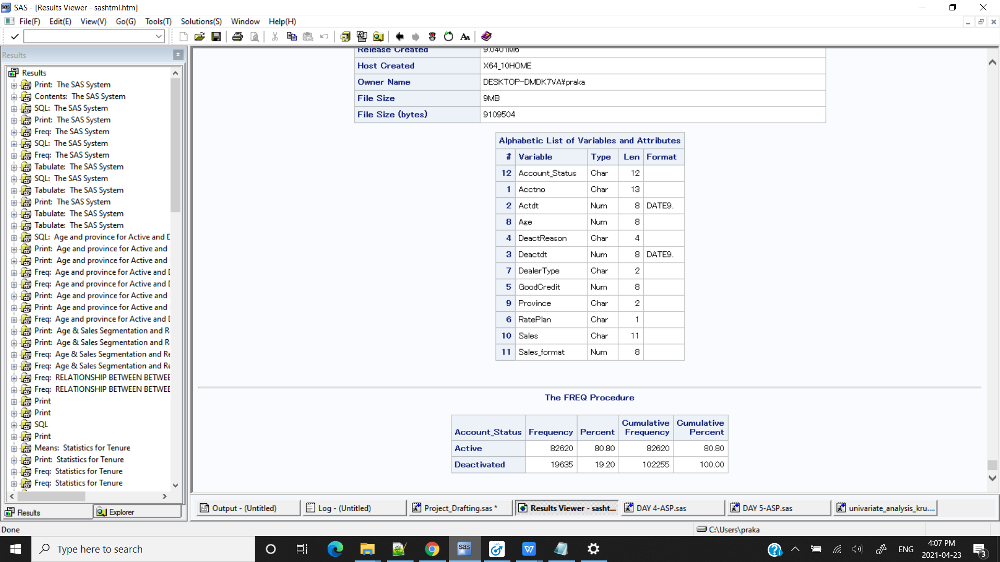 SAS - [Results Viewer - sashtml.htm]
File(F) Edit(E) View(V) Go(G) Tools(T) Solutions(S) Window Help(H)
Results
Results
Print: The SAS System
Contents: The SAS System
SQL: The SAS System
Print: The SAS System
Freq: The SAS System
SQL: The SAS System
Freq: The SAS System
Tabulate: The SAS System
SQL: The SAS System
Tabulate: The SAS System
Print: The SAS System
Tabulate: The SAS System
Tabulate: The SAS System
SQL: Age and province for Active and D
Print: Age and province for Active and
Print: Age and province for Active and
Freq: Age and province for Active and D
Freq: Age and province for Active and D
Print: Age and province for Active and
Print: Age and province for Active and
Freq: Age and province for Active and D
Print: Age & Sales Segmentation and R
Print: Age & Sales Segmentation and R
Freq: Age & Sales Segmentation and Re
Freq: Age & Sales Segmentation and Re
Freq: RELATIONSHIP BETWEEN BETWEE
Freq: RELATIONSHIP BETWEEN BETWEE
Print
Print
SQL
Print
Means: Statistics for Tenure
Print: Statistics for Tenure
Freq: Statistics for Tenure
Freq: Statistics for Tenure
Results Explorer
Release Created 9.0401M6
Host Created X64_10HOME
Owner Name DESKTOP-DMDK7VA¥praka
File Size 9MB
File Size (bytes) 9109504
Alphabetic List of Variables and Attributes
# Variable Type Len Format
12 Account_Status Char 12
1 Acctno Char 13
2 Actdt Num 8 DATE9.
8 Age Num 8
4 DeactReason Char 4
3 Deactdt Num 8 DATE9.
7 DealerType Char 2
5 GoodCredit Num 8
9 Province Char 2
6 RatePlan Char 1
10 Sales Char 11
11 Sales_format Num 8
The FREQ Procedure
Account_Status Frequency Percent Cumulative Frequency Cumulative Percent
Active 82620 80.80 82620 80.80
Deactivated 19635 19.20 102255 100.00
Output - (Untitled) Log - (Untitled) Project_Drafting.sas * Results Viewer - sasht... DAY 4-ASP.sas DAY 5-ASP.sas univariate_analysis_kru....
Done C:\Users\praka
Type here to search
ENG
4:07 PM
2021-04-23
3